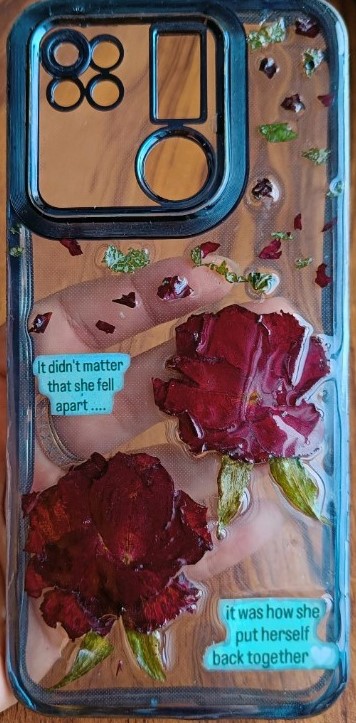 It didn't matter
that she fell
apart ....
it was how she
put herself
back together